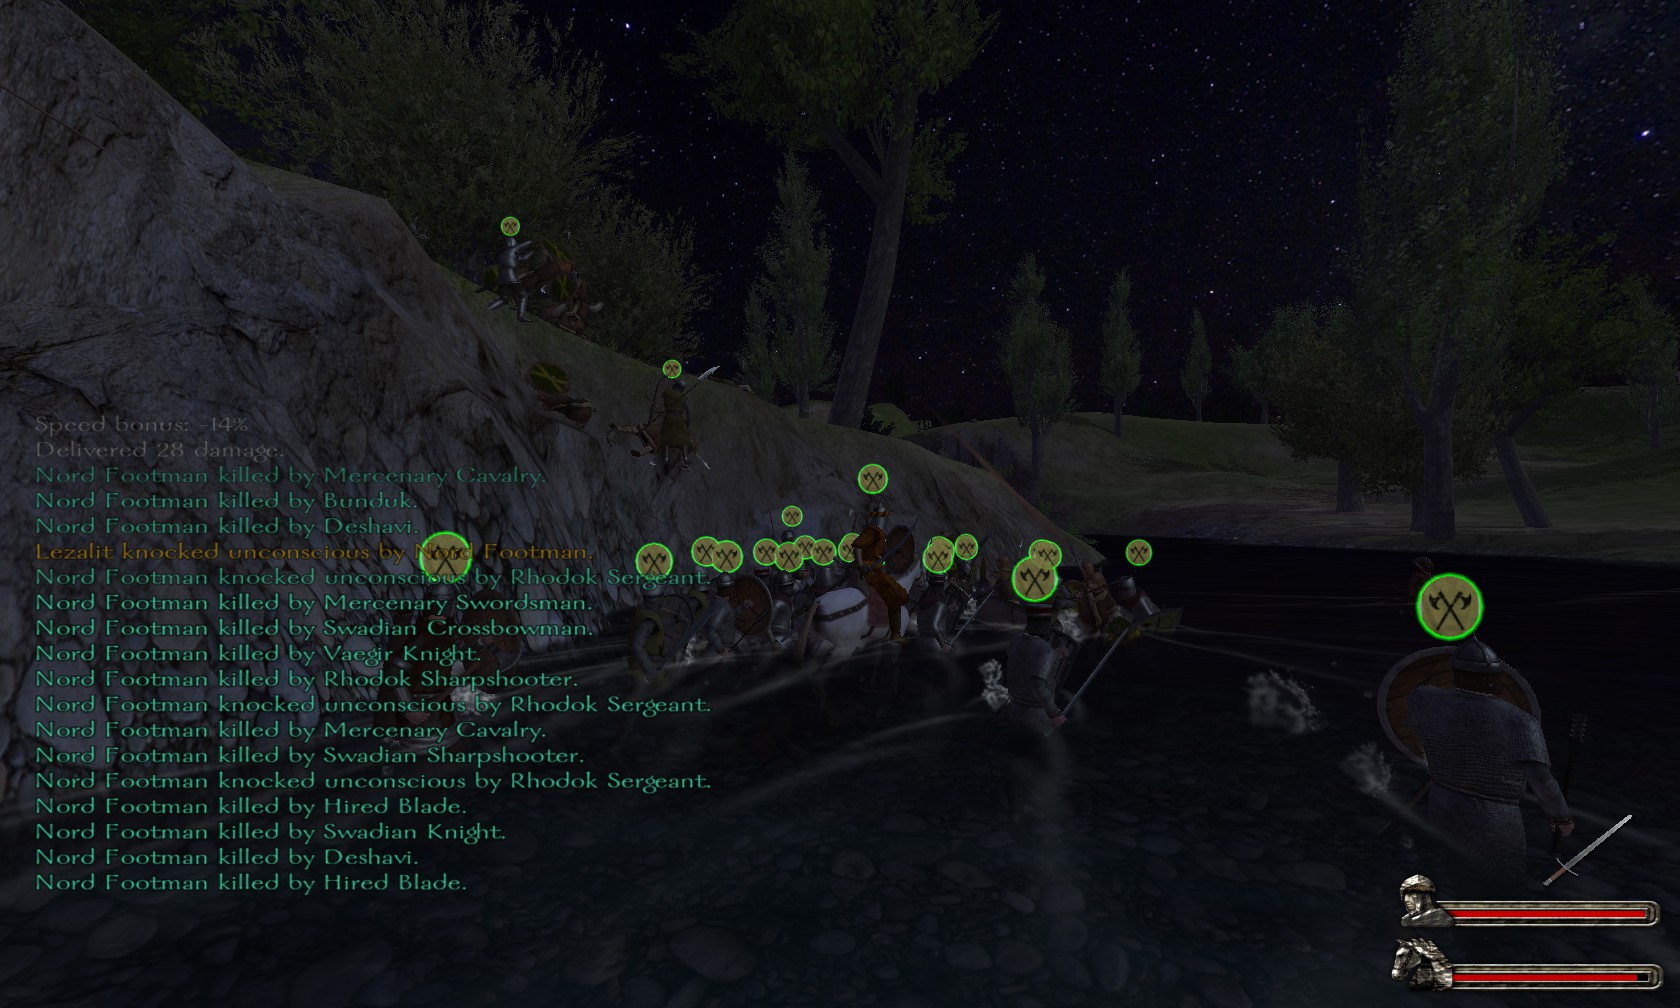 Speed bonus: -14%
Delivered 28 damage.
Nord Footman killed by Mercenary Cavalry.
Nord Footman killed by Bunduk.
Nord Footman killed by Deshavi.
Lezalit knocked unconscious by Nord Footman.
Nord Footman knocked unconscious by Rhodok Sergeant.
Nord Footman killed by Mercenary Swordsman.
Nord Footman killed by Swadian Crossbowman.
Nord Footman killed by Vaegir Knight.
Nord Footman killed by Rhodok Sharpshooter.
Nord Footman knocked unconscious by Rhodok Sergeant.
Nord Footman killed by Mercenary Cavalry.
Nord Footman killed by Swadian Sharpshooter.
Nord Footman knocked unconscious by Rhodok Sergeant.
Nord Footman killed by Hired Blade.
Nord Footman killed by Swadian Knight.
Nord Footman killed by Deshavi.
Nord Footman killed by Hired Blade.